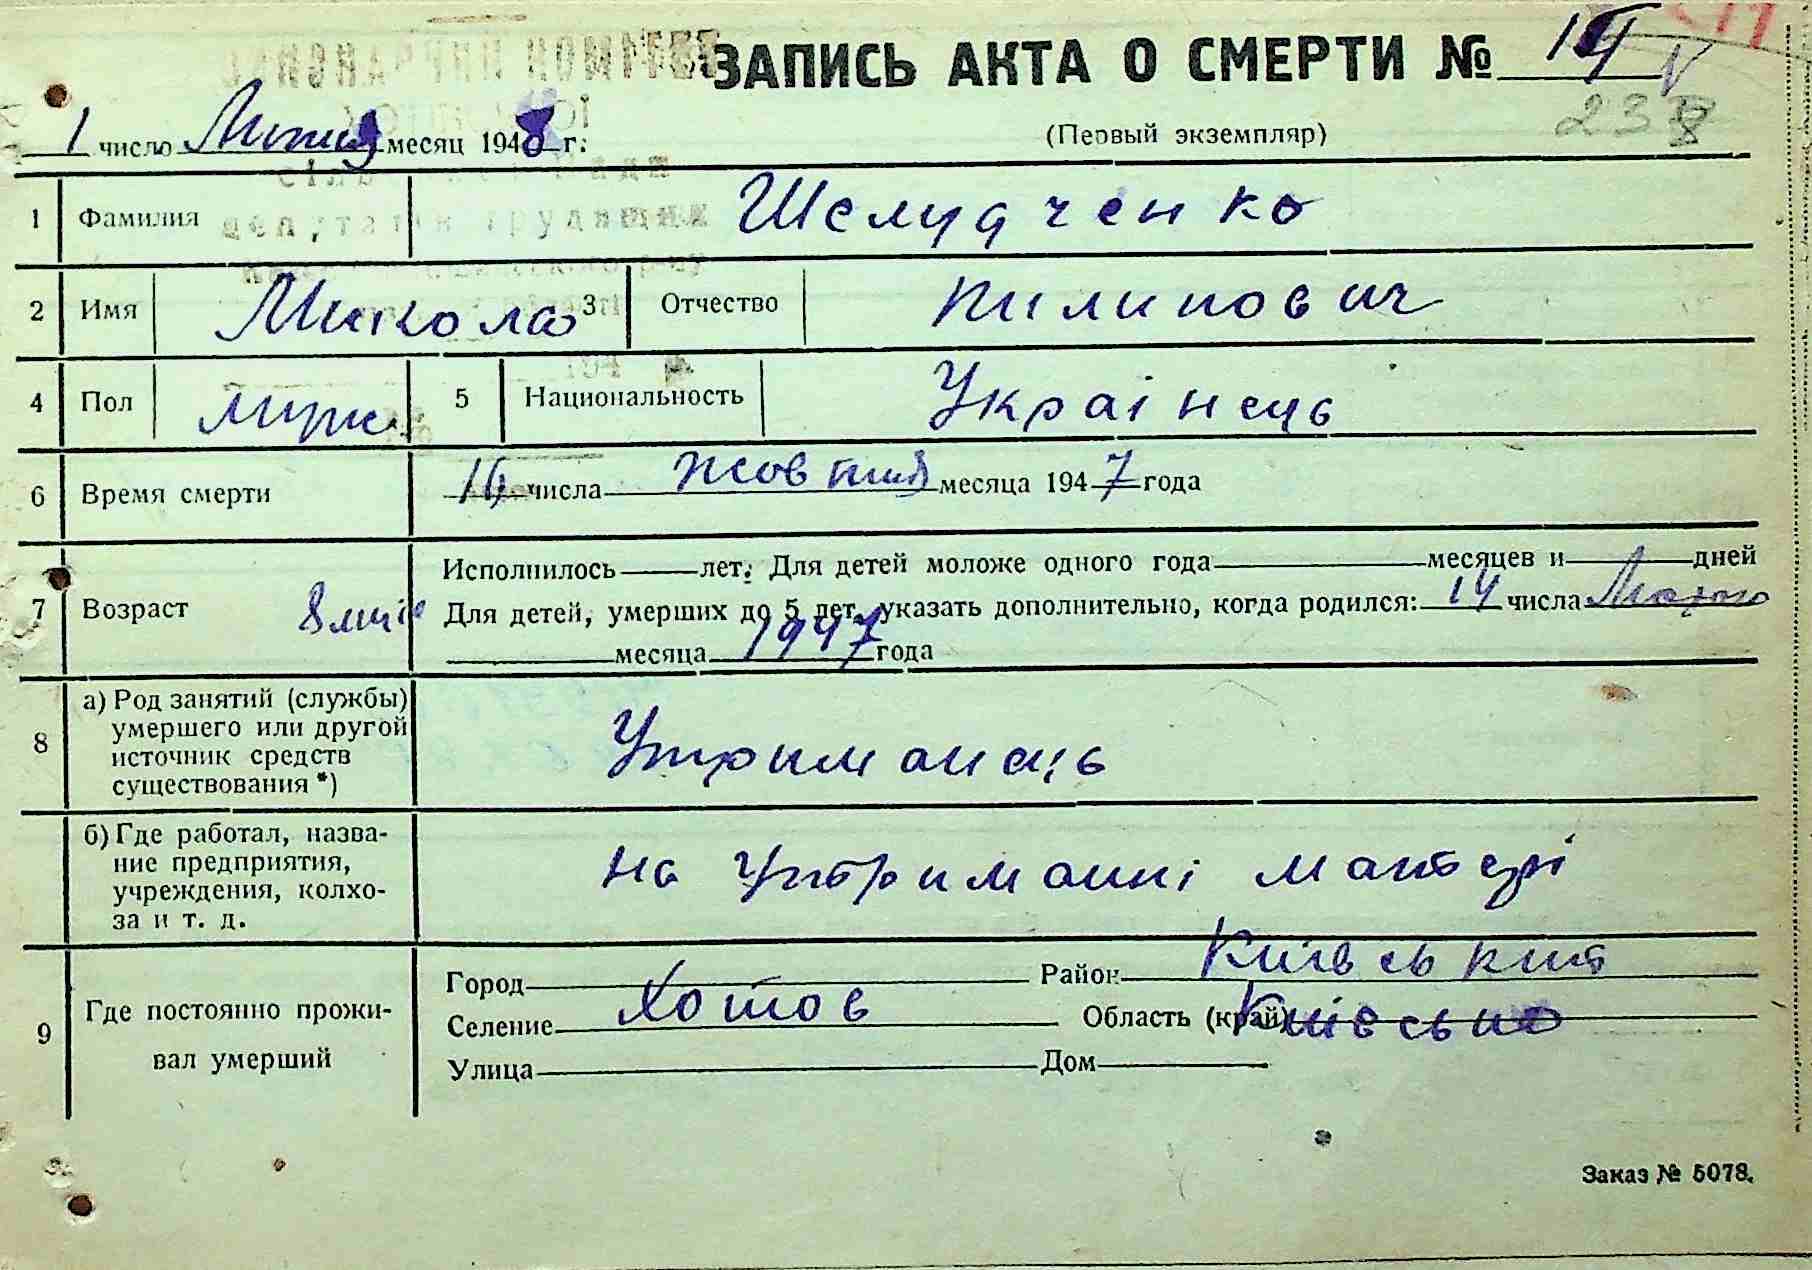 ЗАПИСЬ АКТА О СМЕРТИ №
1 число Липня месяц 1948 г.
(Первый экземпляр)
238
1 Фамилия Шелудченко
2 Имя Микола 3 Отчество Пилипович
4 Пол муж 5 Национальность Українець
6 Время смерти числа жовтня месяца 1947 года
Исполнилось лет. Для детей моложе одного года месяцев и дней
7 Возраст 8 міс Для детей, умерших до 5 лет, указать дополнительно, когда родился: 14 числа
месяца 1947 года
8 а) Род занятий (службы)
умершего или другой
источник средств
существования *)
Утриманець
б) Где работал, назва-
ние предприятия,
учреждения, колхо-
за и т. д.
На утриманні матері
9 Где постоянно прожи-
вал умерший
Город Район Київський
Селение Хотов Область (край) Київсько
Улица Дом
Заказ № 5078.